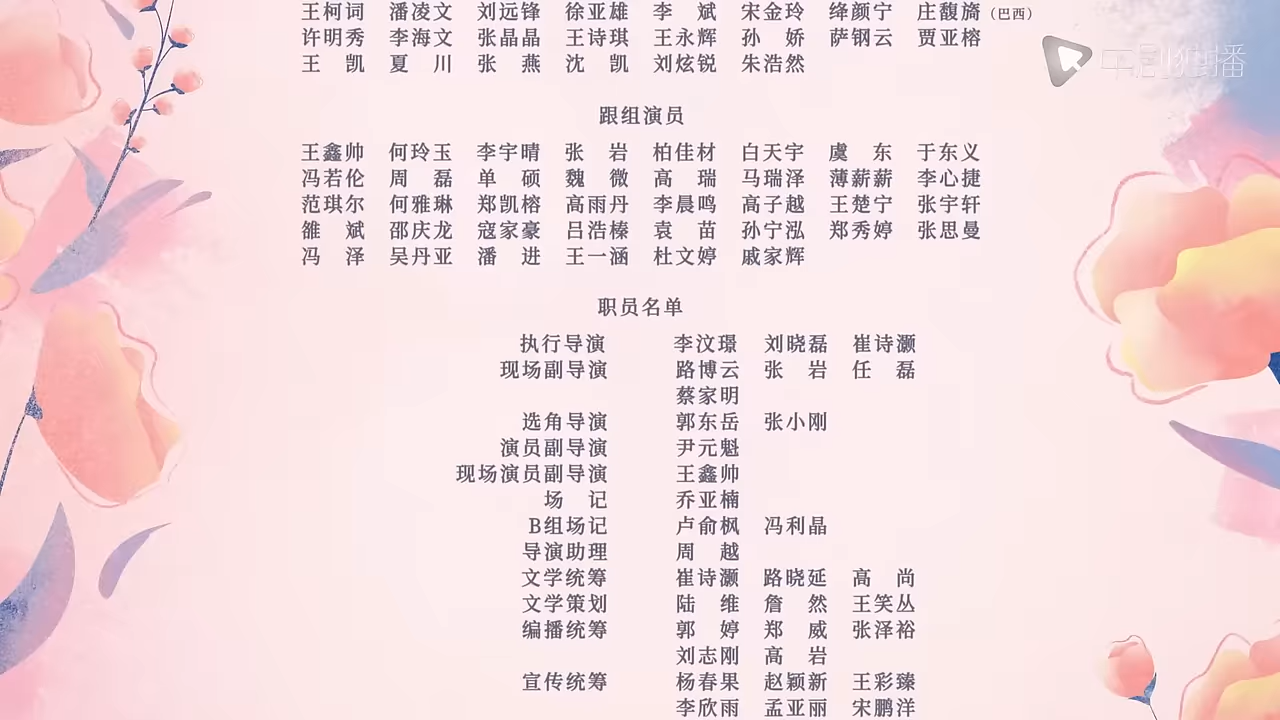 王柯词 潘凌文 刘远锋 徐亚雄 李 斌 宋金玲 绛颜宁 庄馥旖（巴西）
许明秀 李海文 张晶晶 王诗琪 王永辉 孙 娇 萨钢云 贾亚榕
王 凯 夏 川 张 燕 沈 凯 刘炫锐 朱浩然
跟组演员
王鑫帅 何玲玉 李宇晴 张 岩 柏佳材 白天宇 虞 东 于东义
冯若伦 周 磊 单 硕 魏 微 高 瑞 马瑞泽 薄薪薪 李心捷
范琪尔 何雅琳 郑凯榕 高雨丹 李晨鸣 高子越 王楚宁 张宇轩
雒 斌 邵庆龙 寇家豪 吕浩榛 袁 苗 孙宁泓 郑秀婷 张思曼
冯 泽 吴丹亚 潘 进 王一涵 杜文婷 戚家辉
职员名单
执行导演 李汶璟 刘晓磊 崔诗灏
现场副导演 路博云 张 岩 任 磊
蔡家明
选角导演 郭东岳 张小刚
演员副导演 尹元魁
现场演员副导演 王鑫帅
场 记 乔亚楠
B组场记 卢俞枫 冯利晶
导演助理 周 越
文学统筹 崔诗灏 路晓延 高 尚
文学策划 陆 维 詹 然 王笑丛
编播统筹 郭 婷 郑 威 张泽裕
刘志刚 高 岩
宣传统筹 杨春果 赵颖新 王彩臻
李欣雨 孟亚丽 宋鹏洋